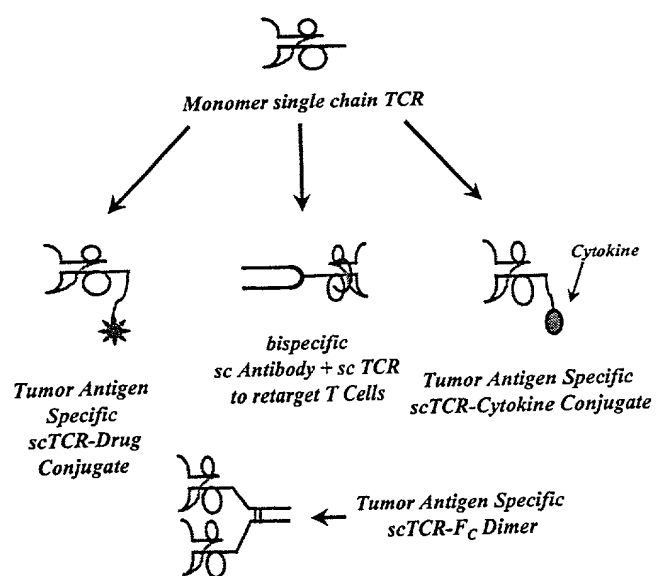 Monomer single chain TCR
Cytokine
bispecific
sc Antibody + sc TCR
to retarget T Cells
Tumor Antigen Specific
scTCR-Cytokine Conjugate
Tumor Antigen
Specific
scTCR-Drug
Conjugate
Tumor Antigen Specific
scTCR-FC Dimer